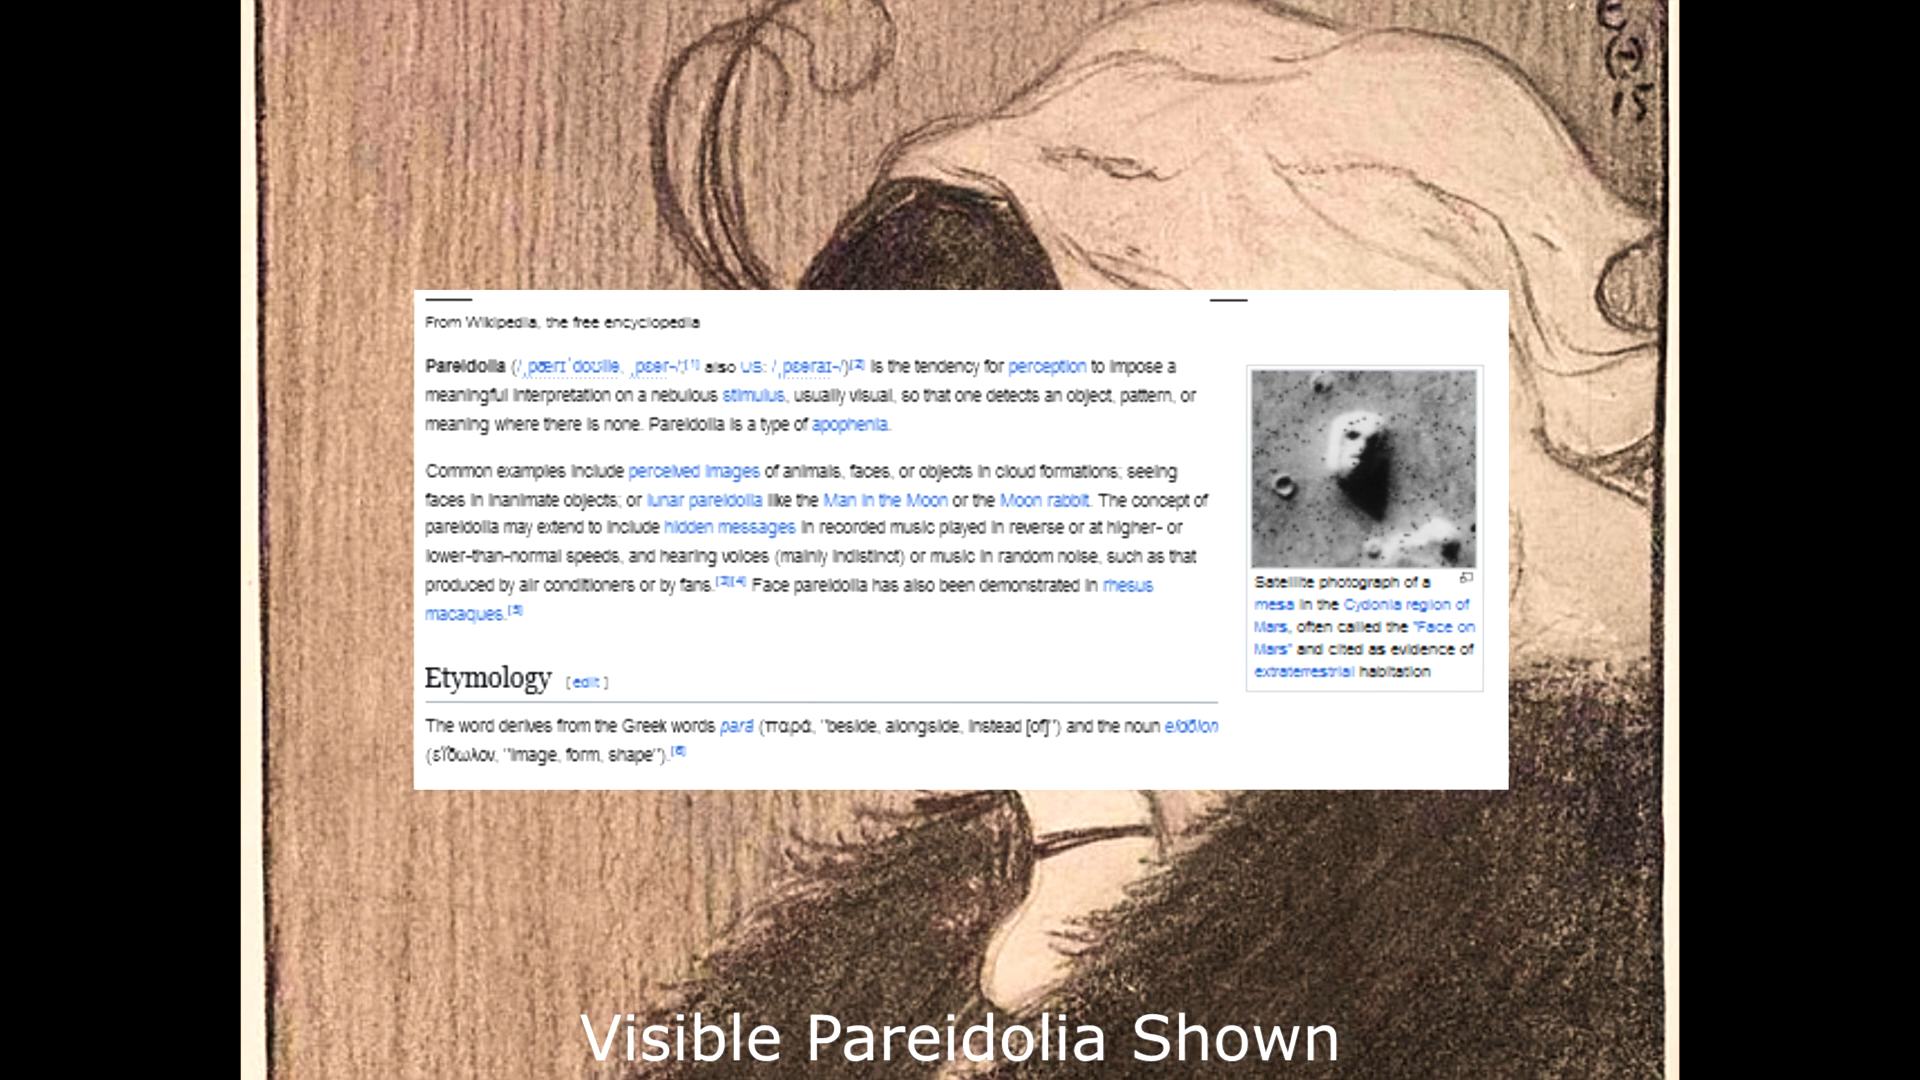 From Wikipedia, the free encyclopedia
Pareidolia (/ˌpærɪˈdoʊliə, ˌpɛər-/;[1] also US: /ˌpɛəraɪ-/)[2] is the tendency for perception to impose a
meaningful interpretation on a nebulous stimulus, usually visual, so that one detects an object, pattern, or
meaning where there is none. Pareidolia is a type of apophenia.
Common examples include perceived images of animals, faces, or objects in cloud formations; seeing
faces in inanimate objects; or lunar pareidolia like the Man in the Moon or the Moon rabbit. The concept of
pareidolia may extend to include hidden messages in recorded music played in reverse or at higher- or
lower-than-normal speeds, and hearing voices (mainly indistinct) or music in random noise, such as that
produced by air conditioners or by fans.[3][4] Face pareidolia has also been demonstrated in rhesus
macaques.[5]
Satellite photograph of a
mesa in the Cydonia region of
Mars, often called the "Face on
Mars" and cited as evidence of
extraterrestrial habitation
Etymology [edit]
The word derives from the Greek words pará (παρά, "beside, alongside, instead [of]") and the noun eídōlon
(εἴδωλον, "image, form, shape").[6]
Visible Pareidolia Shown